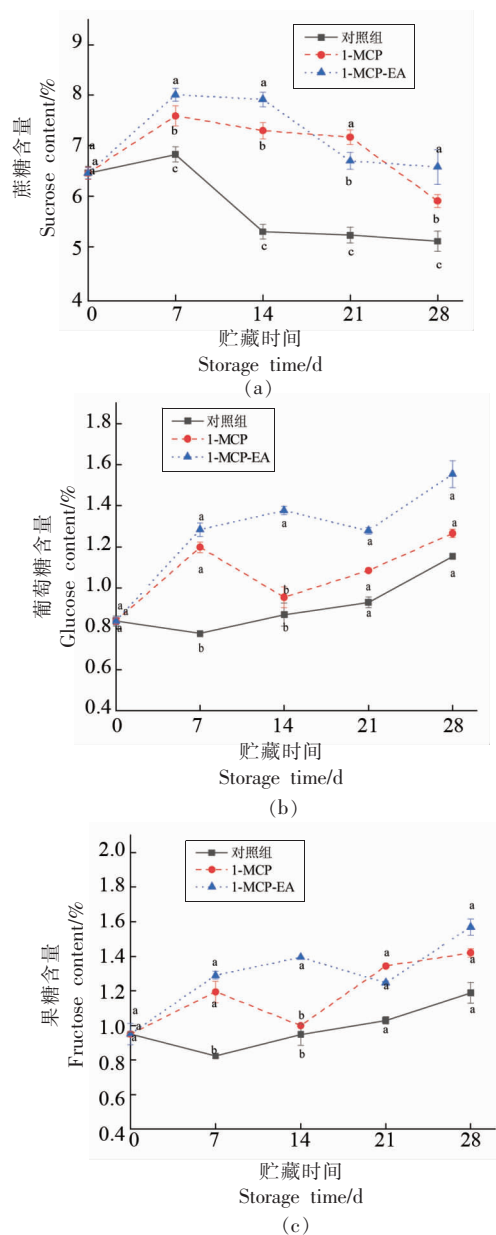 9
8
7
6
5
4
蔗糖含量/%
Sucrose content/%
对照组
1-MCP
1-MCP-EA
a
a
a
a
a
a
b
c
a
b
c
a
b
c
a
b
c
0
7
14
21
28
贮藏时间
Storage time/d
(a)
1.8
1.6
1.4
1.2
1.0
0.8
0.6
0.4
葡萄糖含量/%
Glucose content/%
对照组
1-MCP
1-MCP-EA
a
a
a
a
a
b
a
b
b
a
a
a
a
a
a
0
7
14
21
28
贮藏时间
Storage time/d
(b)
2.0
1.8
1.6
1.4
1.2
1.0
0.8
0.6
0.4
果糖含量/%
Fructose content/%
对照组
1-MCP
1-MCP-EA
a
a
a
a
a
b
a
b
b
a
a
a
a
a
a
0
7
14
21
28
贮藏时间
Storage time/d
(c)